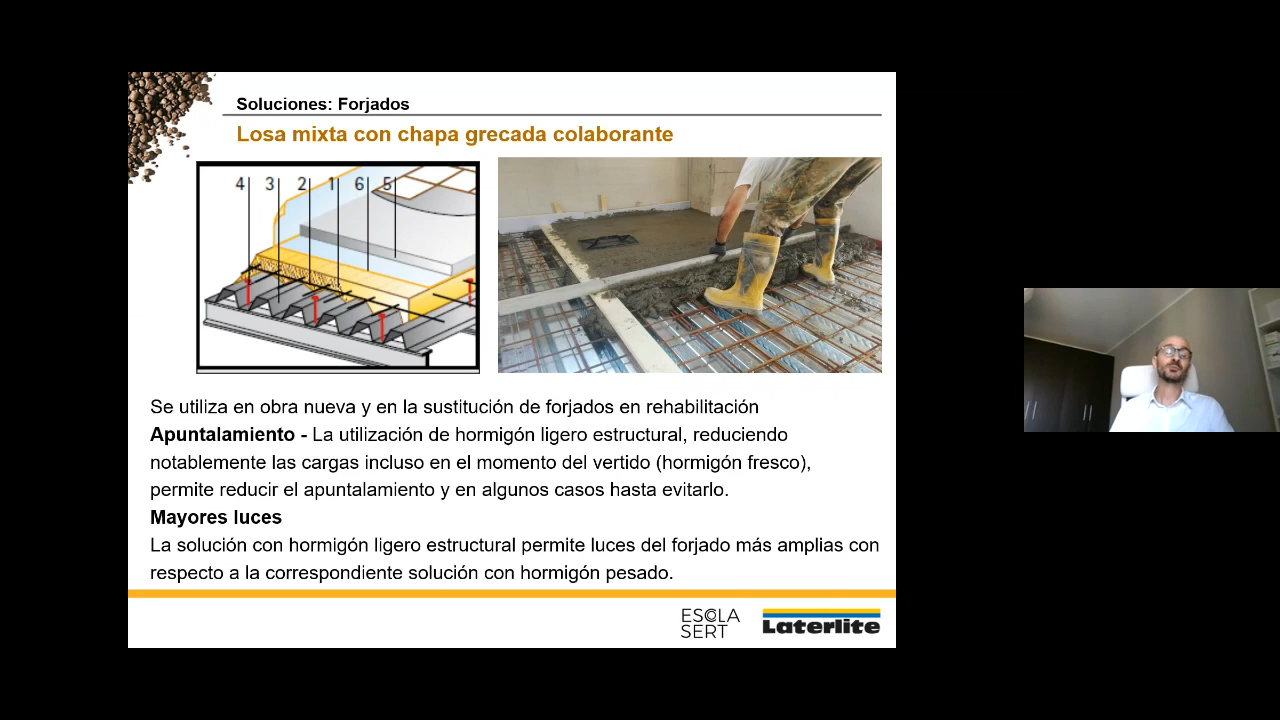 Soluciones: Forjados
Losa mixta con chapa grecada colaborante
4 3 2 1 6 5
Se utiliza en obra nueva y en la sustitución de forjados en rehabilitación
Apuntalamiento - La utilización de hormigón ligero estructural, reduciendo
notablemente las cargas incluso en el momento del vertido (hormigón fresco),
permite reducir el apuntalamiento y en algunos casos hasta evitarlo.
Mayores luces
La solución con hormigón ligero estructural permite luces del forjado más amplias con
respecto a la correspondiente solución con hormigón pesado.
ESCOLA
SERT
Laterlite